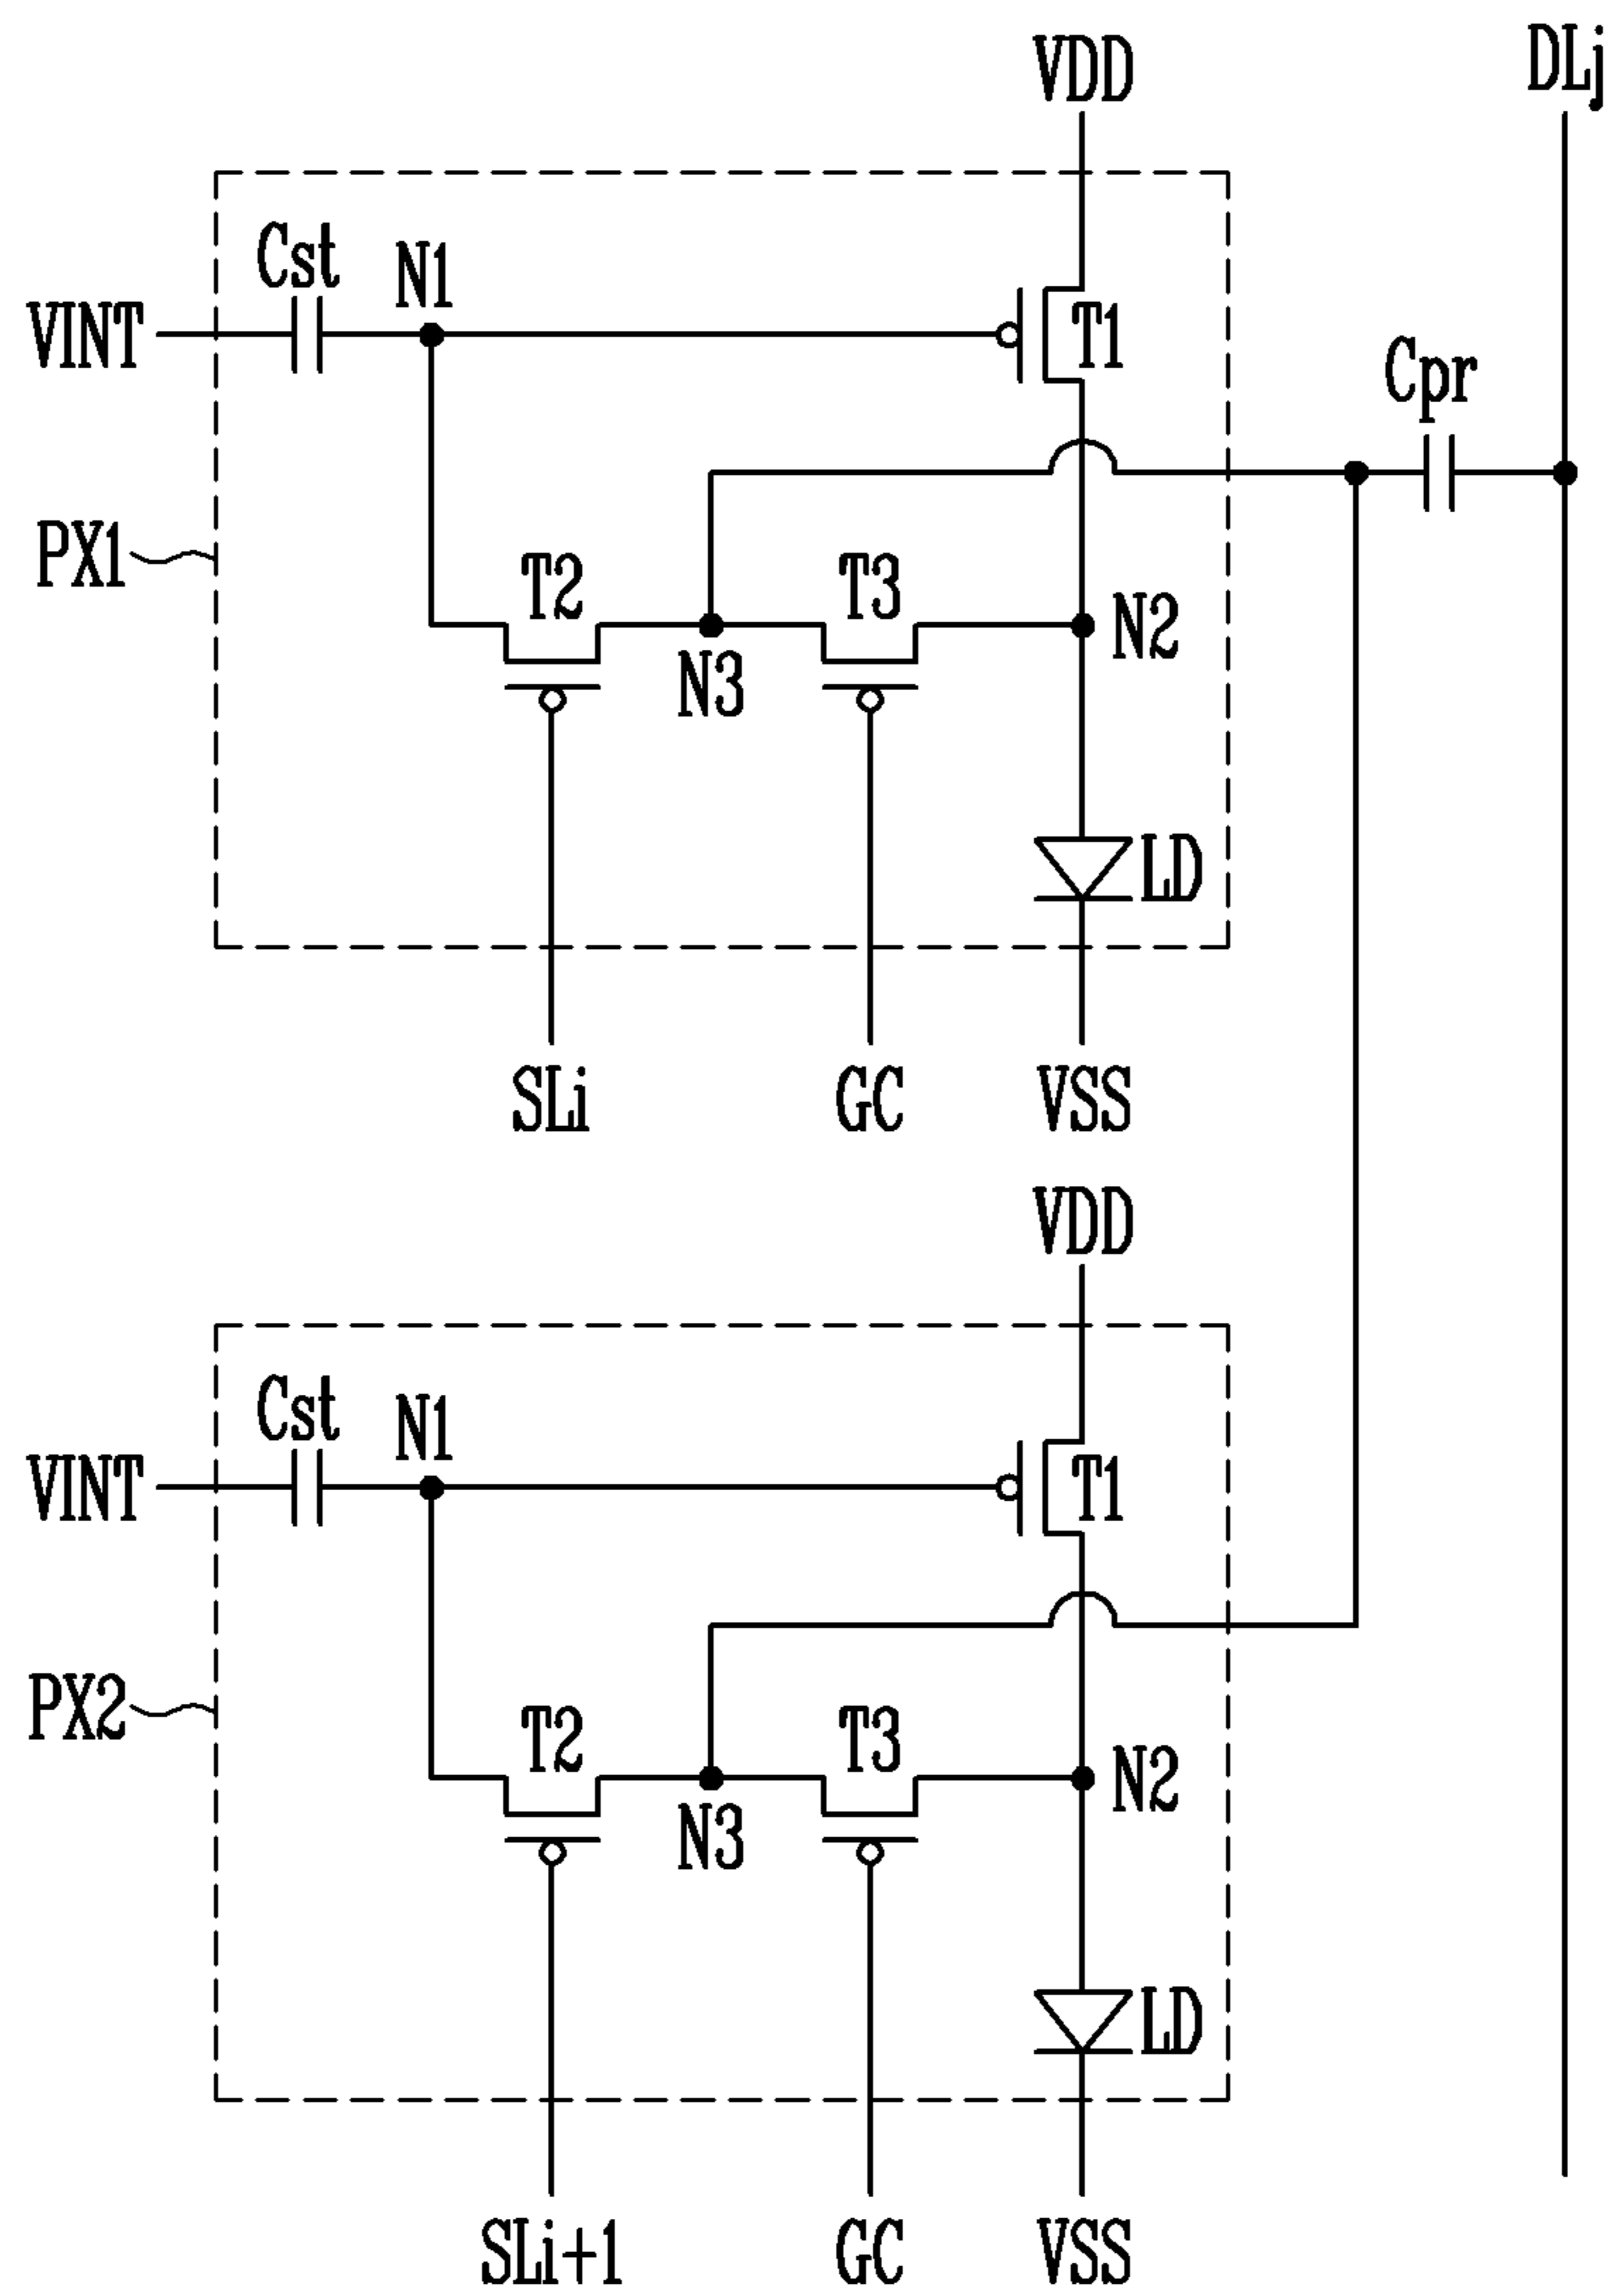 VDD
DLj
Cst
N1
VINT
T1
Cpr
PX1
T2
T3
N2
N3
LD
SLi
GC
VSS
VDD
Cst
N1
VINT
T1
PX2
T2
T3
N2
N3
LD
SLi+1
GC
VSS